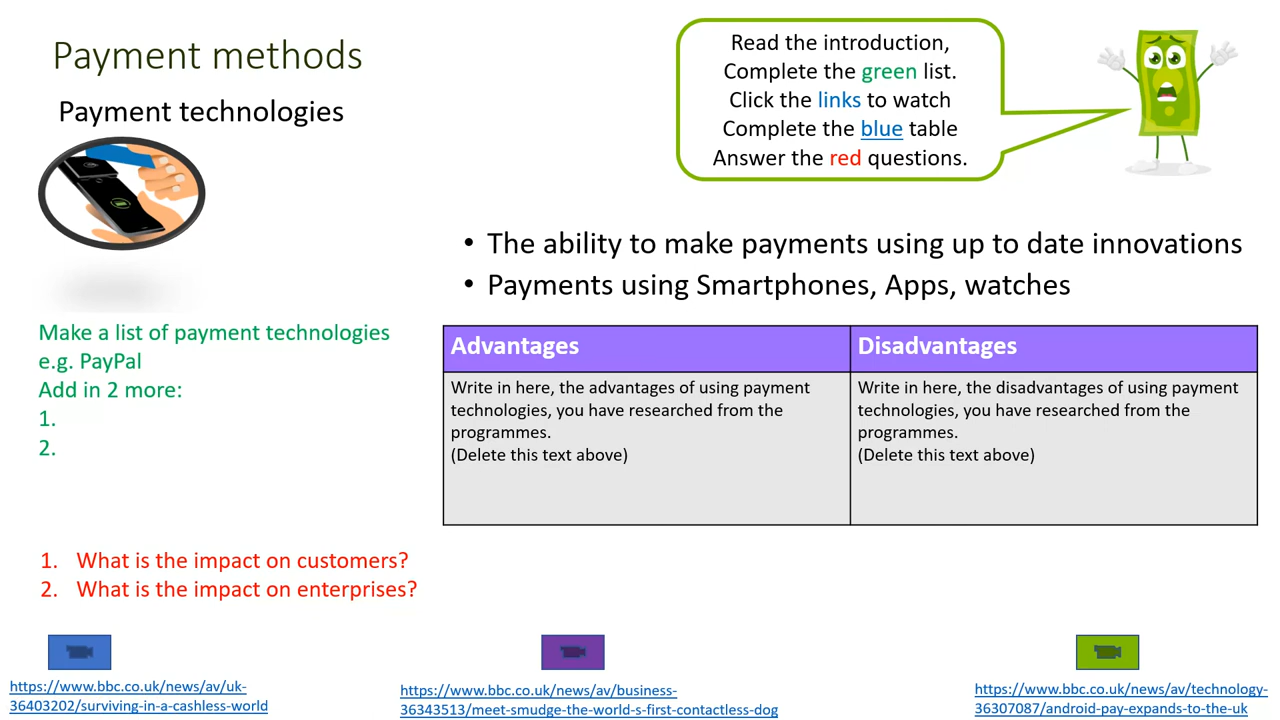 Payment methods
Payment technologies
Read the introduction,
Complete the green list.
Click the links to watch
Complete the blue table
Answer the red questions.
• The ability to make payments using up to date innovations
• Payments using Smartphones, Apps, watches
Make a list of payment technologies
e.g. PayPal
Add in 2 more:
1.
2.
Advantages
Write in here, the advantages of using payment
technologies, you have researched from the
programmes.
(Delete this text above)
Disadvantages
Write in here, the disadvantages of using payment
technologies, you have researched from the
programmes.
(Delete this text above)
1. What is the impact on customers?
2. What is the impact on enterprises?
https://www.bbc.co.uk/news/av/uk-
36403202/surviving-in-a-cashless-world
https://www.bbc.co.uk/news/av/business-
36343513/meet-smudge-the-world-s-first-contactless-dog
https://www.bbc.co.uk/news/av/technology-
36307087/android-pay-expands-to-the-uk